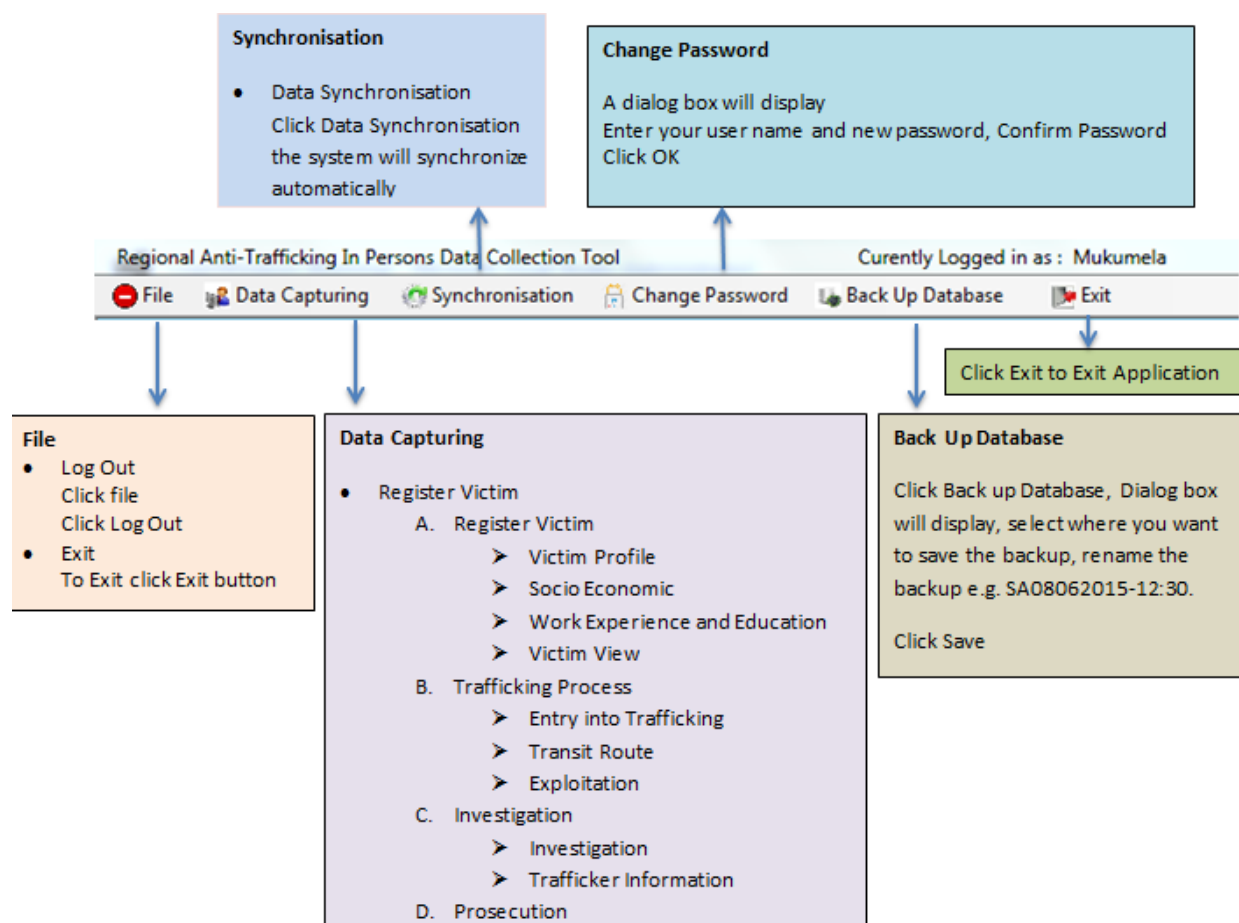 Synchronisation
• Data Synchronisation
Click Data Synchronisation
the system will synchronize
automatically
Change Password
A dialog box will display
Enter your user name and new password, Confirm Password
Click OK
Regional Anti-Trafficking In Persons Data Collection Tool
Curently Logged in as : Mukumela
File
Data Capturing
Synchronisation
Change Password
Back Up Database
Exit
Click Exit to Exit Application
File
• Log Out
Click file
Click Log Out
• Exit
To Exit click Exit button
Data Capturing
• Register Victim
A. Register Victim
➤ Victim Profile
➤ Socio Economic
➤ Work Experience and Education
➤ Victim View
B. Trafficking Process
➤ Entry into Trafficking
➤ Transit Route
➤ Exploitation
C. Investigation
➤ Investigation
➤ Trafficker Information
D. Prosecution
Back Up Database
Click Back up Database, Dialog box
will display, select where you want
to save the backup, rename the
backup e.g. SA08062015-12:30.
Click Save